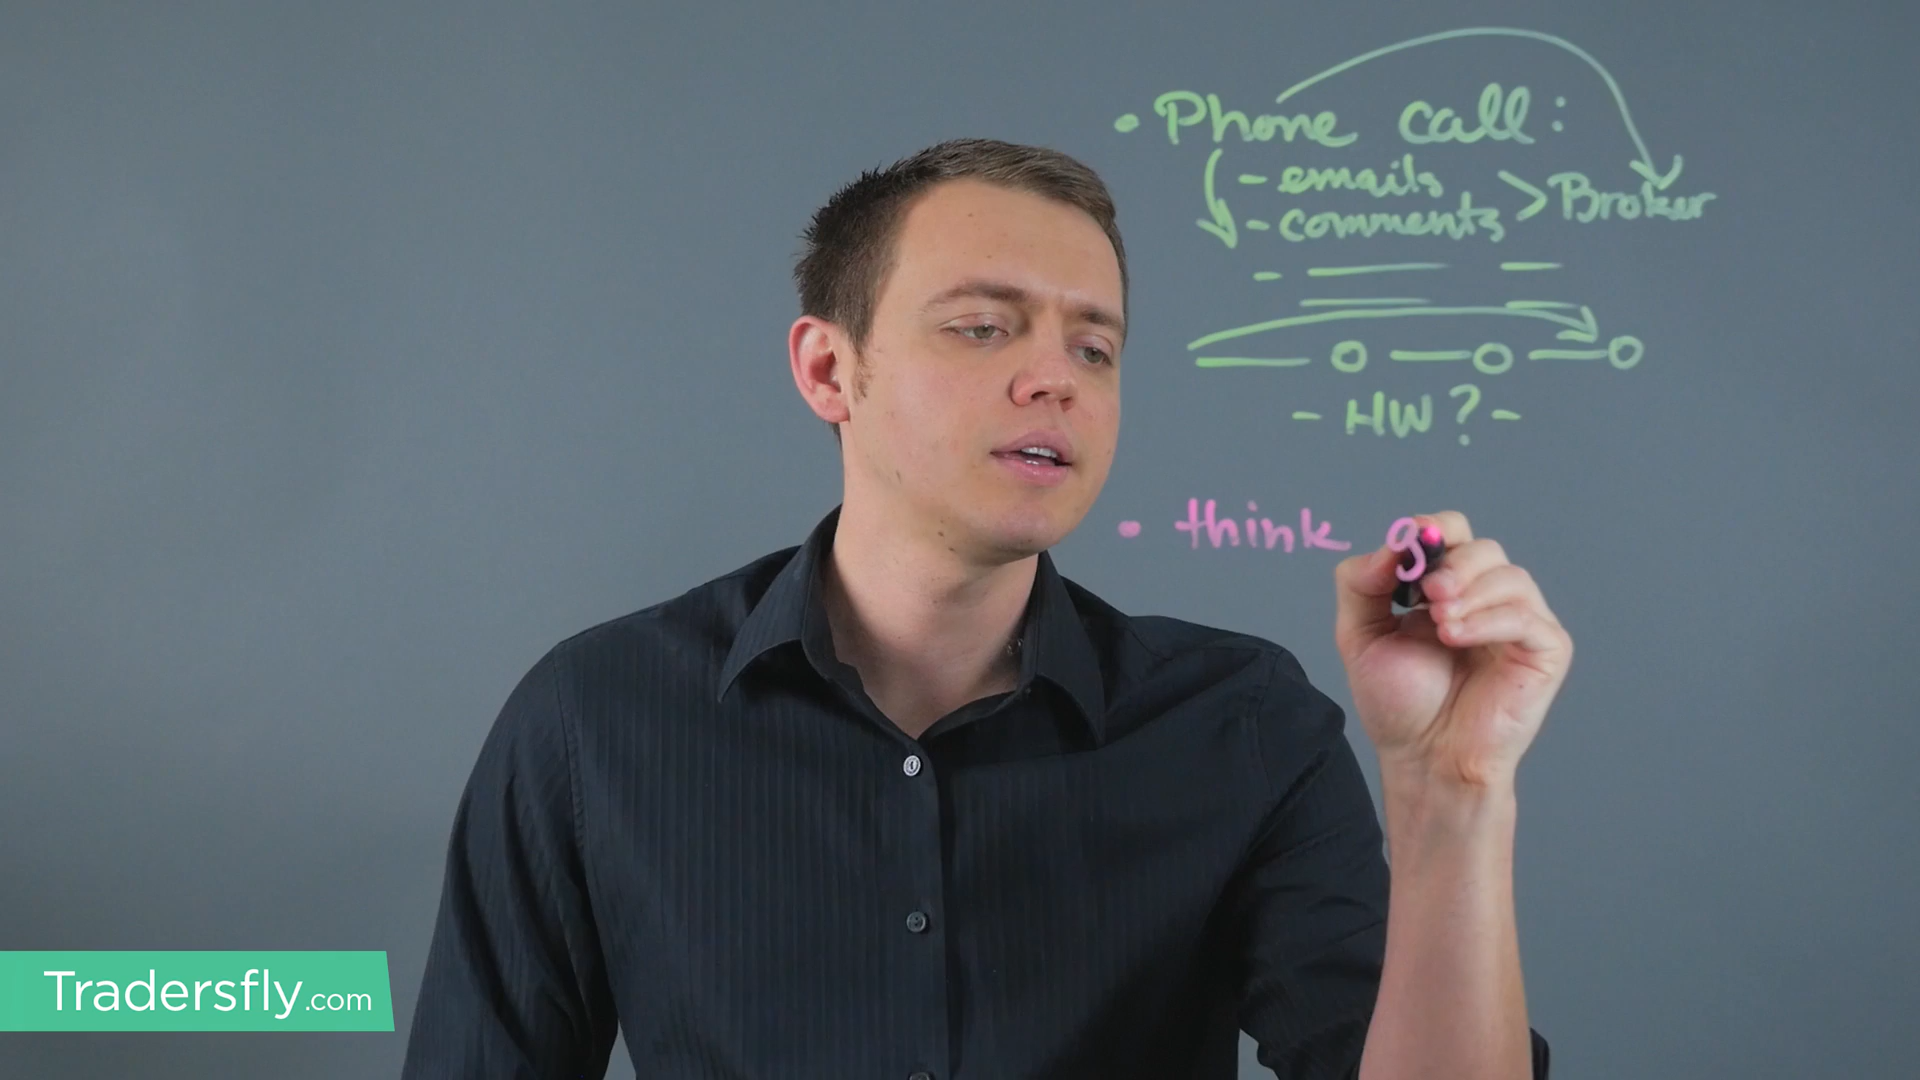 • Phone call:
- emails
- comments > Broker
- HW? -
• think g
Tradersfly.com